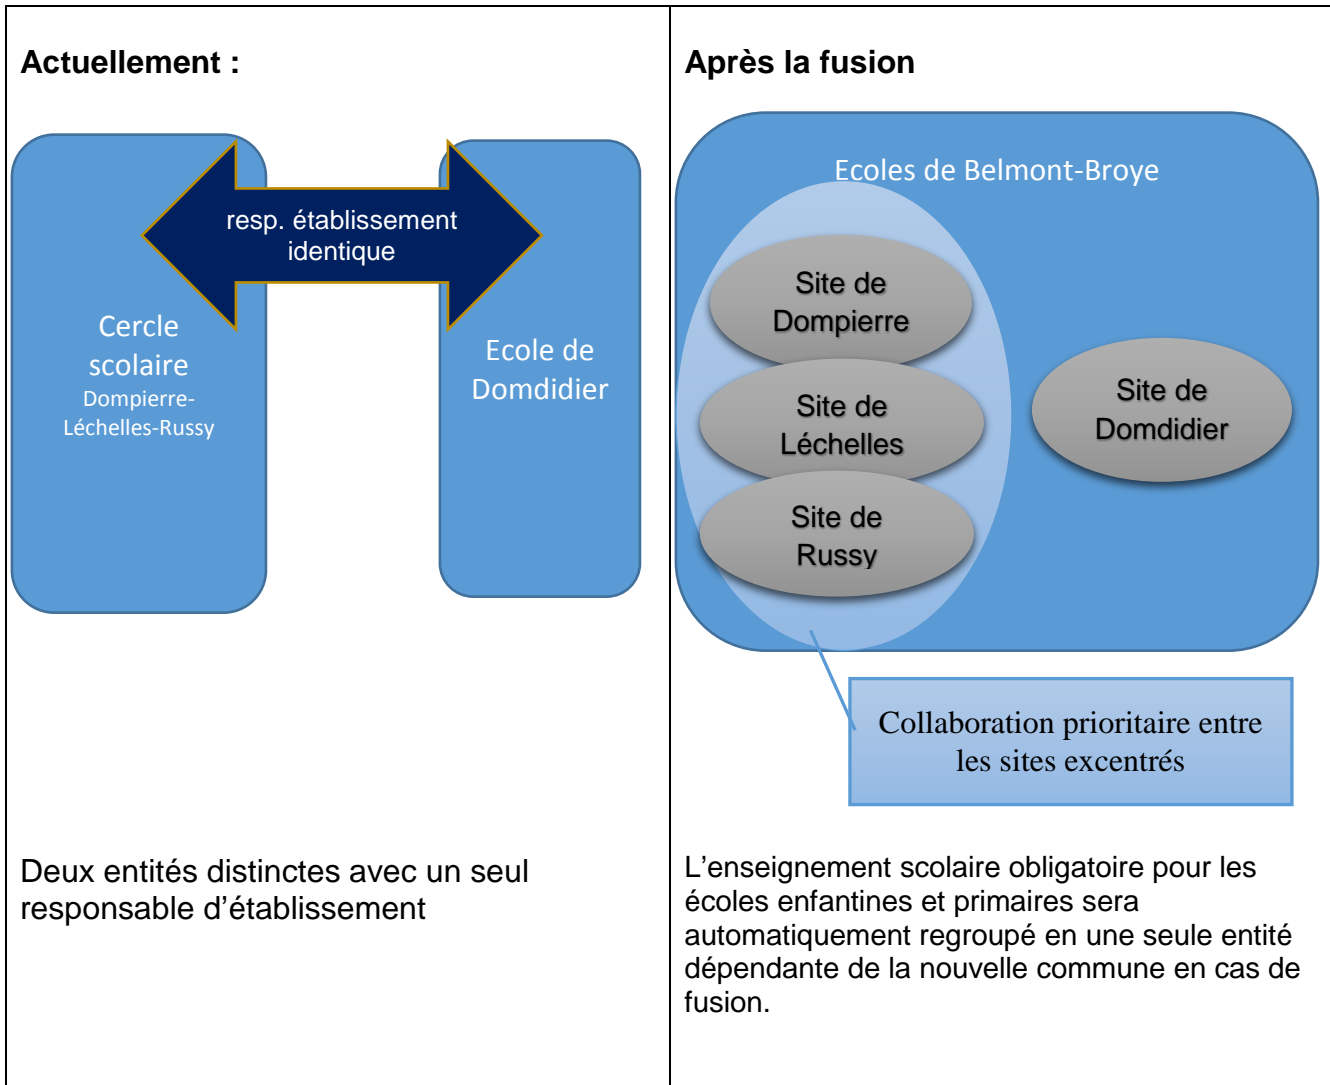 Actuellement :
resp. établissement
identique
Cercle
scolaire
Dompierre-
Léchelles-Russy
Ecole de
Domdidier
Deux entités distinctes avec un seul
responsable d’établissement
Après la fusion
Ecoles de Belmont-Broye
Site de
Dompierre
Site de
Léchelles
Site de
Russy
Site de
Domdidier
Collaboration prioritaire entre
les sites excentrés
L’enseignement scolaire obligatoire pour les
écoles enfantines et primaires sera
automatiquement regroupé en une seule entité
dépendante de la nouvelle commune en cas de
fusion.